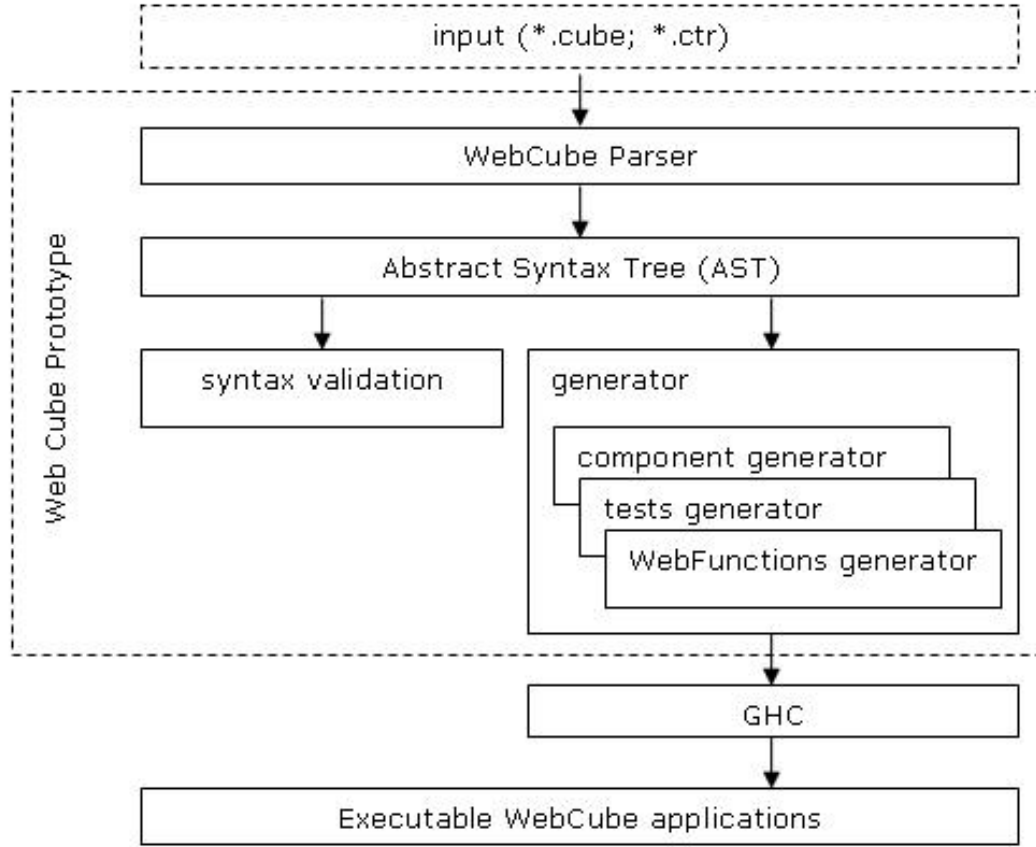 input (*.cube; *.ctr)
WebCube Parser
Abstract Syntax Tree (AST)
Web Cube Prototype
syntax validation
generator
component generator
tests generator
WebFunctions generator
GHC
Executable WebCube applications